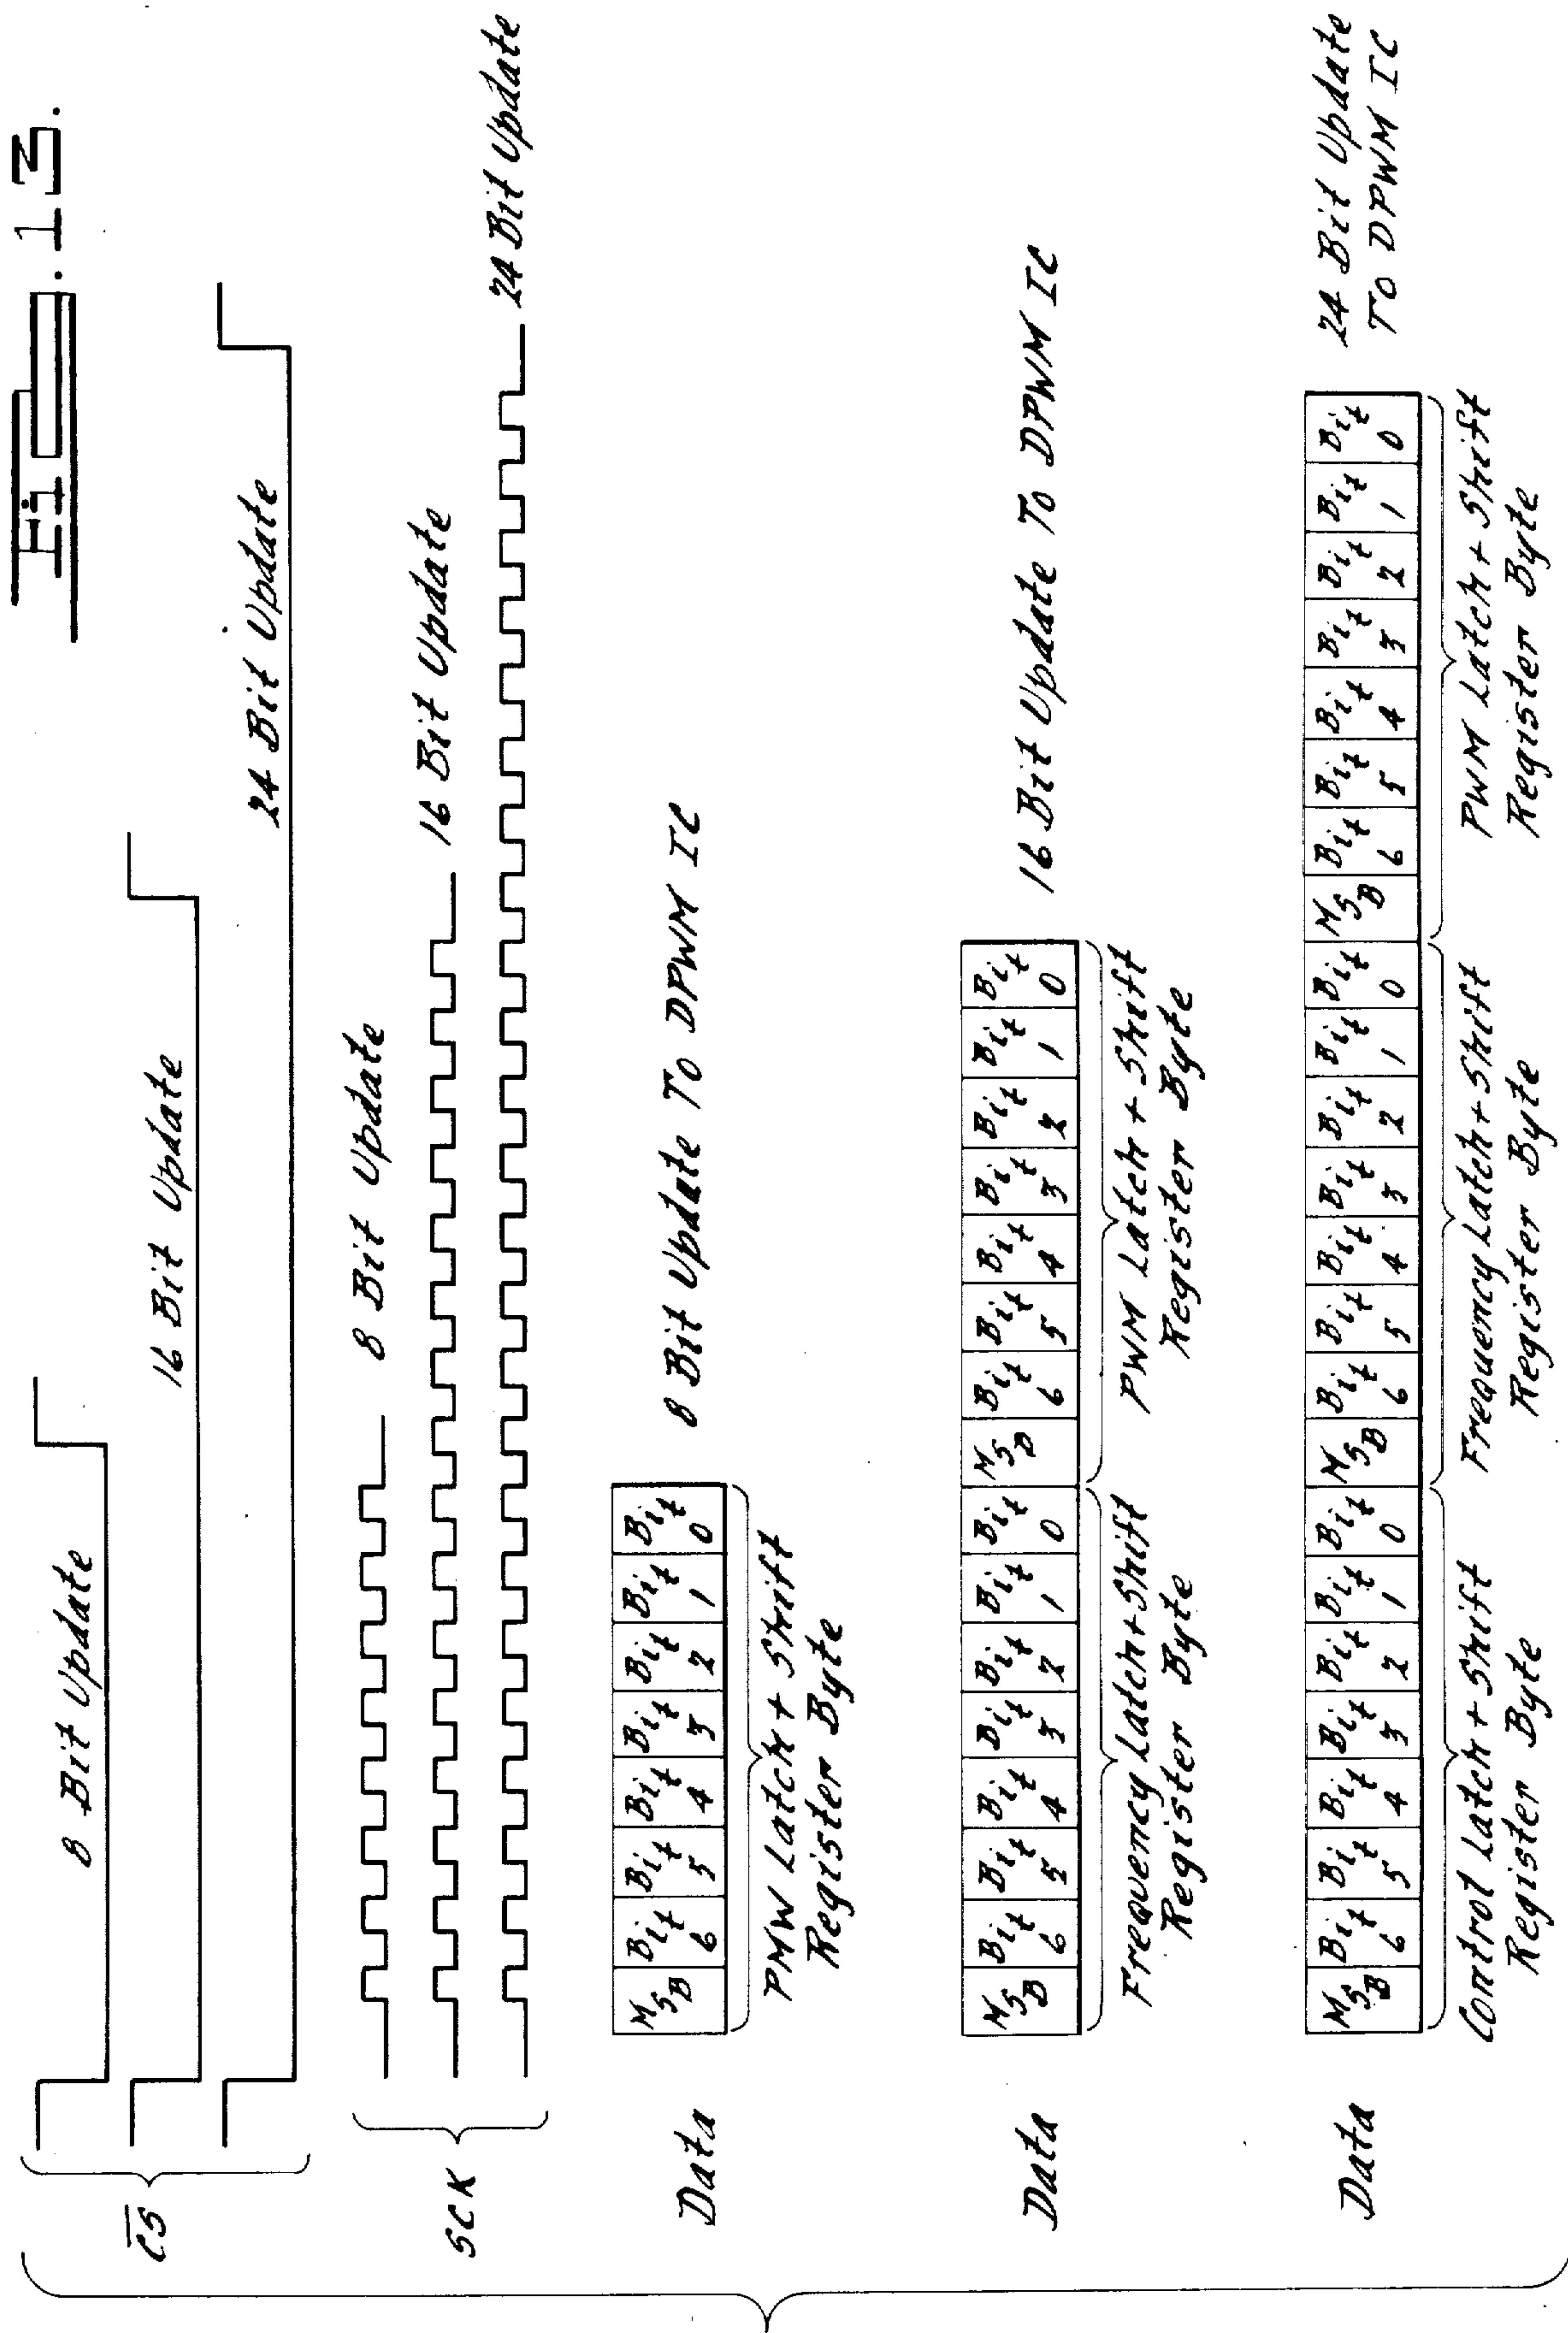 Fig. 13.
CS
8 Bit Update
16 Bit Update
24 Bit Update
SCK
8 Bit Update
16 Bit Update
24 Bit Update
Data
MSB Bit 6 Bit 5 Bit 4 Bit 3 Bit 2 Bit 1 Bit 0
8 Bit Update To DPWM IC
PMW Latch + Shift
Register Byte
Data
MSB Bit 6 Bit 5 Bit 4 Bit 3 Bit 2 Bit 1 Bit 0 MSB Bit 6 Bit 5 Bit 4 Bit 3 Bit 2 Bit 1 Bit 0
16 Bit Update To DPWM IC
Frequency Latch + Shift
Register Byte
PWM Latch + Shift
Register Byte
Data
MSB Bit 6 Bit 5 Bit 4 Bit 3 Bit 2 Bit 1 Bit 0 MSB Bit 6 Bit 5 Bit 4 Bit 3 Bit 2 Bit 1 Bit 0 MSB Bit 6 Bit 5 Bit 4 Bit 3 Bit 2 Bit 1 Bit 0
24 Bit Update
To DPWM IC
Control Latch + Shift
Register Byte
Frequency Latch + Shift
Register Byte
PWM Latch + Shift
Register Byte